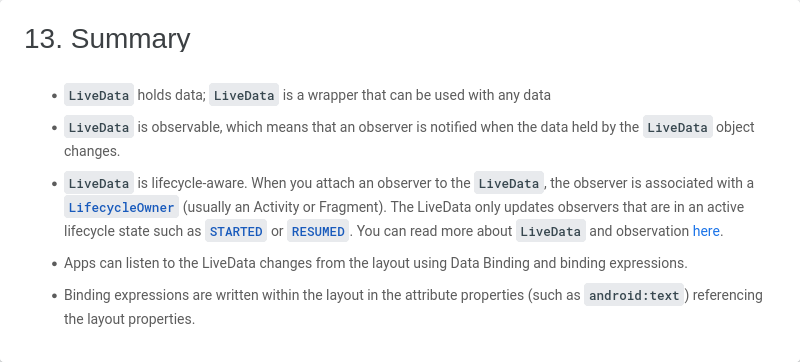 13. Summary
• LiveData holds data; LiveData is a wrapper that can be used with any data
• LiveData is observable, which means that an observer is notified when the data held by the LiveData object
changes.
• LiveData is lifecycle-aware. When you attach an observer to the LiveData, the observer is associated with a
LifecycleOwner (usually an Activity or Fragment). The LiveData only updates observers that are in an active
lifecycle state such as STARTED or RESUMED. You can read more about LiveData and observation here.
• Apps can listen to the LiveData changes from the layout using Data Binding and binding expressions.
• Binding expressions are written within the layout in the attribute properties (such as android:text) referencing
the layout properties.